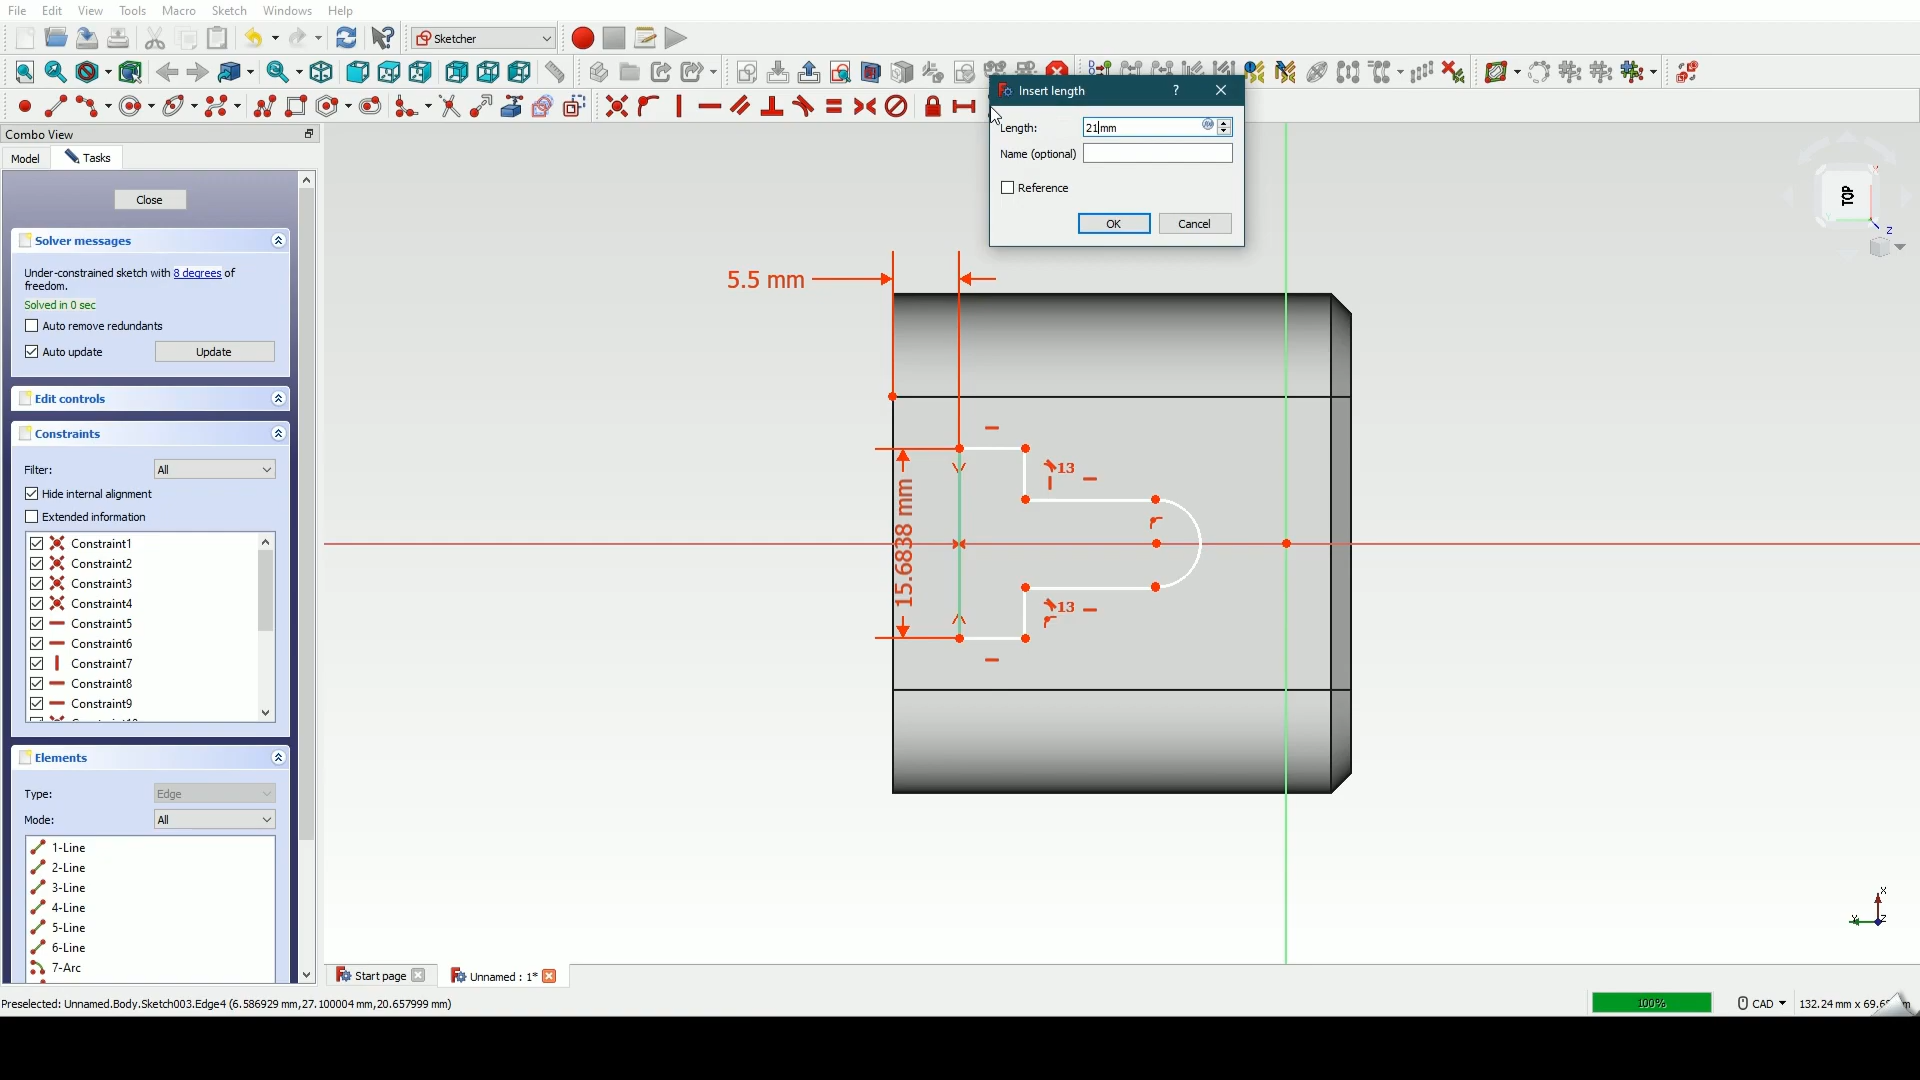 File Edit View Tools Macro Sketch Windows Help
Sketcher
Combo View
Model Tasks
Close
Solver messages
Under-constrained sketch with 8 degrees of
freedom.
Solved in 0 sec
Auto remove redundants
Auto update Update
Edit controls
Constraints
Filter: All
Hide internal alignment
Extended information
Constraint1
Constraint2
Constraint3
Constraint4
Constraint5
Constraint6
Constraint7
Constraint8
Constraint9
Elements
Type: Edge
Mode: All
1-Line
2-Line
3-Line
4-Line
5-Line
6-Line
7-Arc
Insert length ?
Length: 21mm
Name (optional)
Reference
OK Cancel
5.5 mm
15.6838 mm
13
13
TOP
Z
X
Y
Z
Start page Unnamed : 1*
Preselected: Unnamed.Body.Sketch003.Edge4 (6.586929 mm,27.100004 mm,20.657999 mm)
100% CAD 132.24 mm x